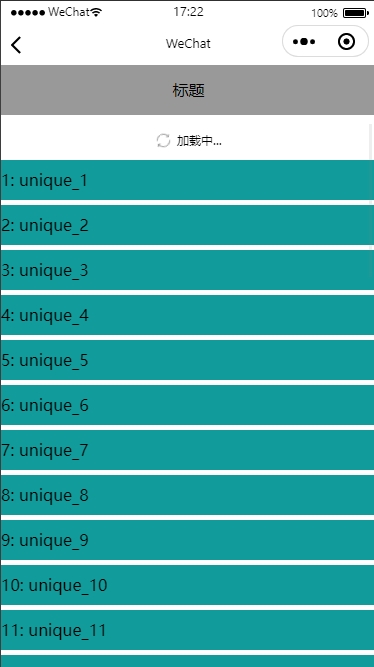 WeChat 17:22 100%
WeChat
标题
加载中...
1: unique_1
2: unique_2
3: unique_3
4: unique_4
5: unique_5
6: unique_6
7: unique_7
8: unique_8
9: unique_9
10: unique_10
11: unique_11